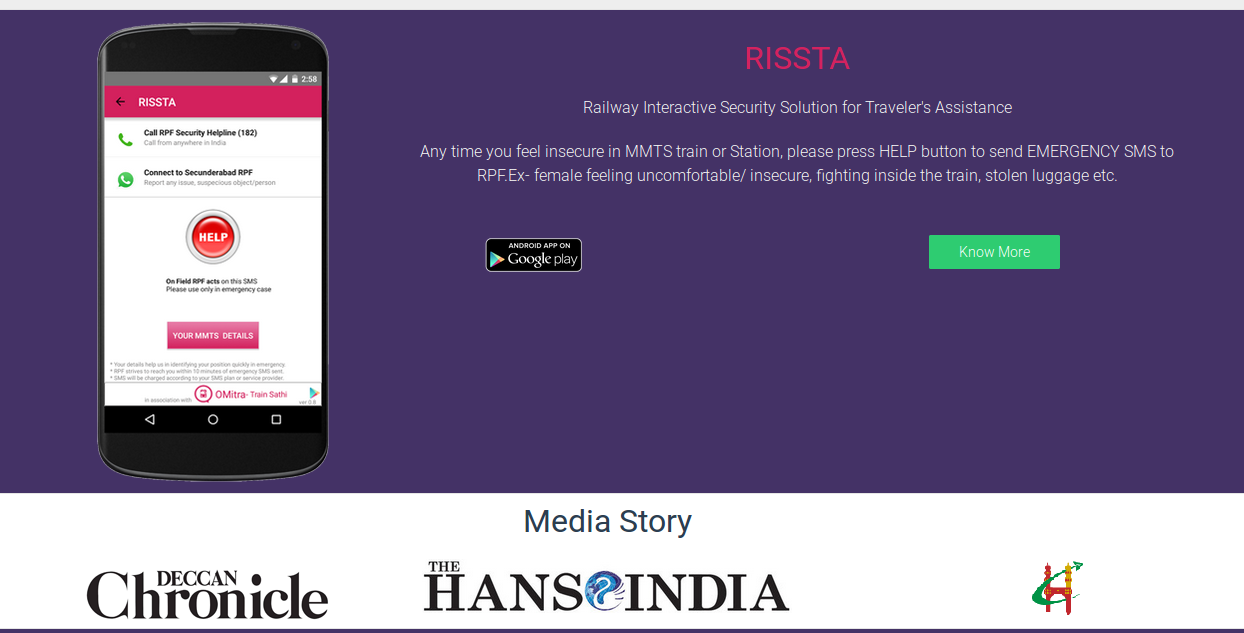 2:58
RISSTA
Call RPF Security Helpline (182)
Call from anywhere in India
Connect to Secunderabad RPF
Report any issue, suspecious object/person
HELP
On Field RPF acts on this SMS
Please use only in emergency case
YOUR MMTS DETAILS
* Your details help us in identifying your position quickly in emergency.
* RPF strives to reach you within 10 minutes of emergency SMS sent.
* SMS will be charged according to your SMS plan or service provider.
in association with OMitra- Train Sathi
ver 0.8
RISSTA
Railway Interactive Security Solution for Traveler's Assistance
Any time you feel insecure in MMTS train or Station, please press HELP button to send EMERGENCY SMS to
RPF.Ex- female feeling uncomfortable/ insecure, fighting inside the train, stolen luggage etc.
ANDROID APP ON
Google play
Know More
Media Story
DECCAN
Chronicle
THE
HANS INDIA